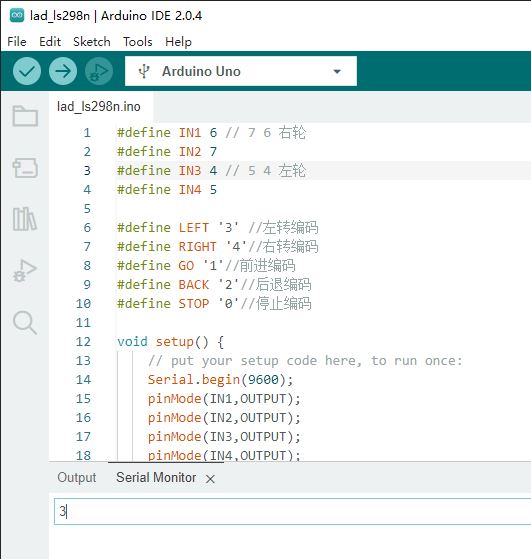 lad_ls298n | Arduino IDE 2.0.4
File Edit Sketch Tools Help
Arduino Uno
lad_ls298n.ino
1 #define IN1 6 // 7 6 右轮
2 #define IN2 7
3 #define IN3 4 // 5 4 左轮
4 #define IN4 5
5
6 #define LEFT '3' //左转编码
7 #define RIGHT '4'//右转编码
8 #define GO '1'//前进编码
9 #define BACK '2'//后退编码
10 #define STOP '0'//停止编码
11
12 void setup() {
13 // put your setup code here, to run once:
14 Serial.begin(9600);
15 pinMode(IN1,OUTPUT);
16 pinMode(IN2,OUTPUT);
17 pinMode(IN3,OUTPUT);
18 pinMode(IN4,OUTPUT);
Output Serial Monitor
3